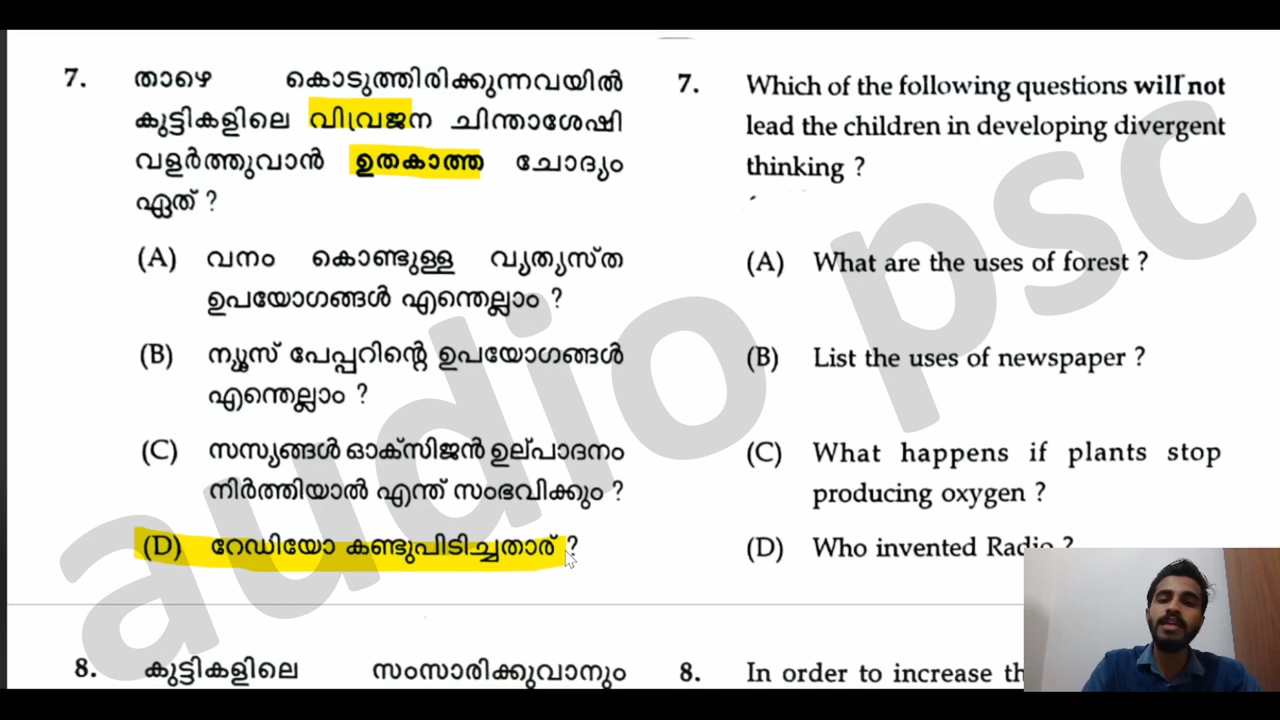 7. താഴെ കൊടുത്തിരിക്കുന്നവയിൽ
കുട്ടികളിലെ വിവ്രജന ചിന്താശേഷി
വളർത്തുവാൻ ഉതകാത്ത ചോദ്യം
ഏത് ?
(A) വനം കൊണ്ടുള്ള വ്യത്യസ്ത
ഉപയോഗങ്ങൾ എന്തെല്ലാം ?
(B) ന്യൂസ് പേപ്പറിന്റെ ഉപയോഗങ്ങൾ
എന്തെല്ലാം ?
(C) സസ്യങ്ങൾ ഓക്സിജൻ ഉല്പാദനം
നിർത്തിയാൽ എന്ത് സംഭവിക്കും ?
(D) റേഡിയോ കണ്ടുപിടിച്ചതാര് ?
8. കുട്ടികളിലെ സംസാരിക്കുവാനും
7. Which of the following questions will not
lead the children in developing divergent
thinking ?
(A) What are the uses of forest ?
(B) List the uses of newspaper ?
(C) What happens if plants stop
producing oxygen ?
(D) Who invented Radio ?
8. In order to increase
audio psc